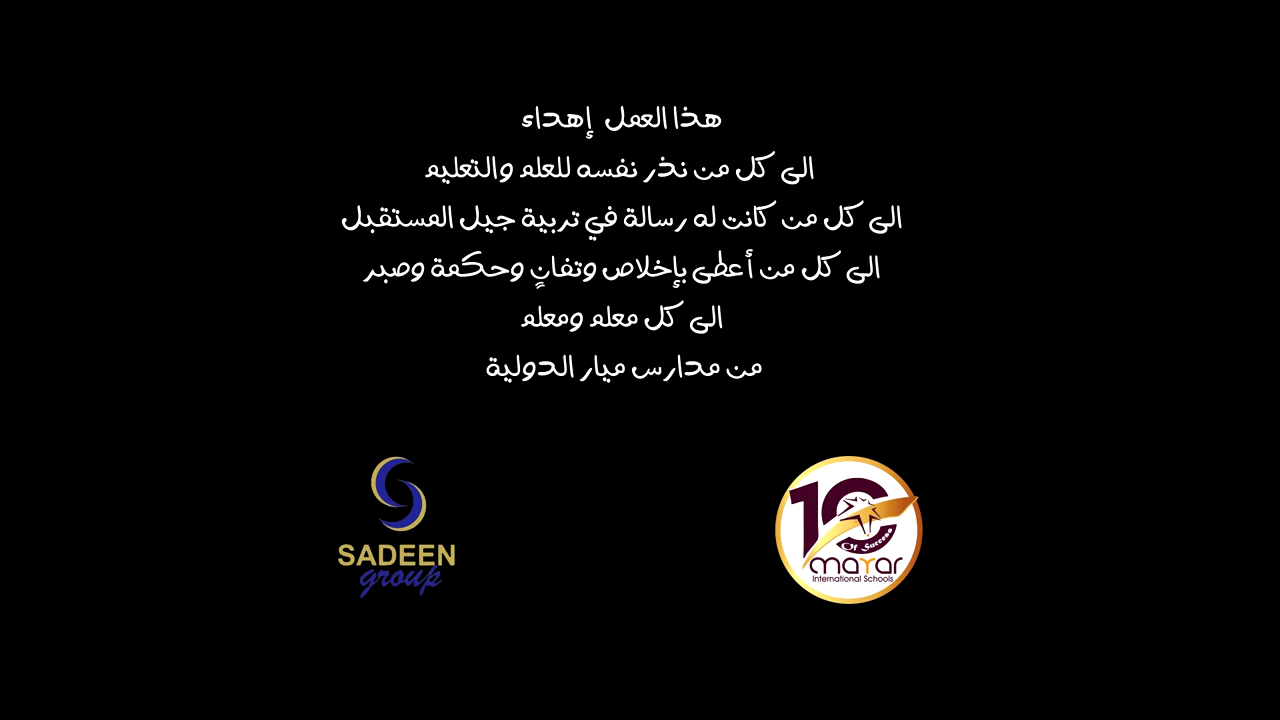 هذا العمل إهداء
الى كل من نذر نفسه للعلم والتعليم
الى كل من كانت له رسالة في تربية جيل المستقبل
الى كل من أعطى بإخلاص وتفانٍ وحكمة وصبر
الى كل معلم ومعلم
من مدارس ميار الدولية
SADEEN
group
10
Of Success
mayar
International Schools